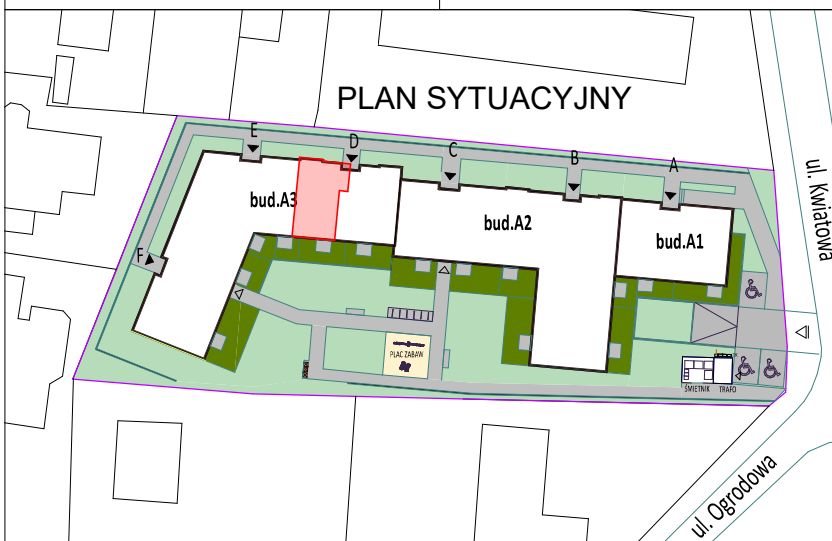 PLAN SYTUACYJNY
E
D
C
B
A
ul. Kwiatowa
bud.A3
bud.A2
bud.A1
F
PLAC ZABAW
ŚMIETNIK
TRAFO
ul. Ogrodowa